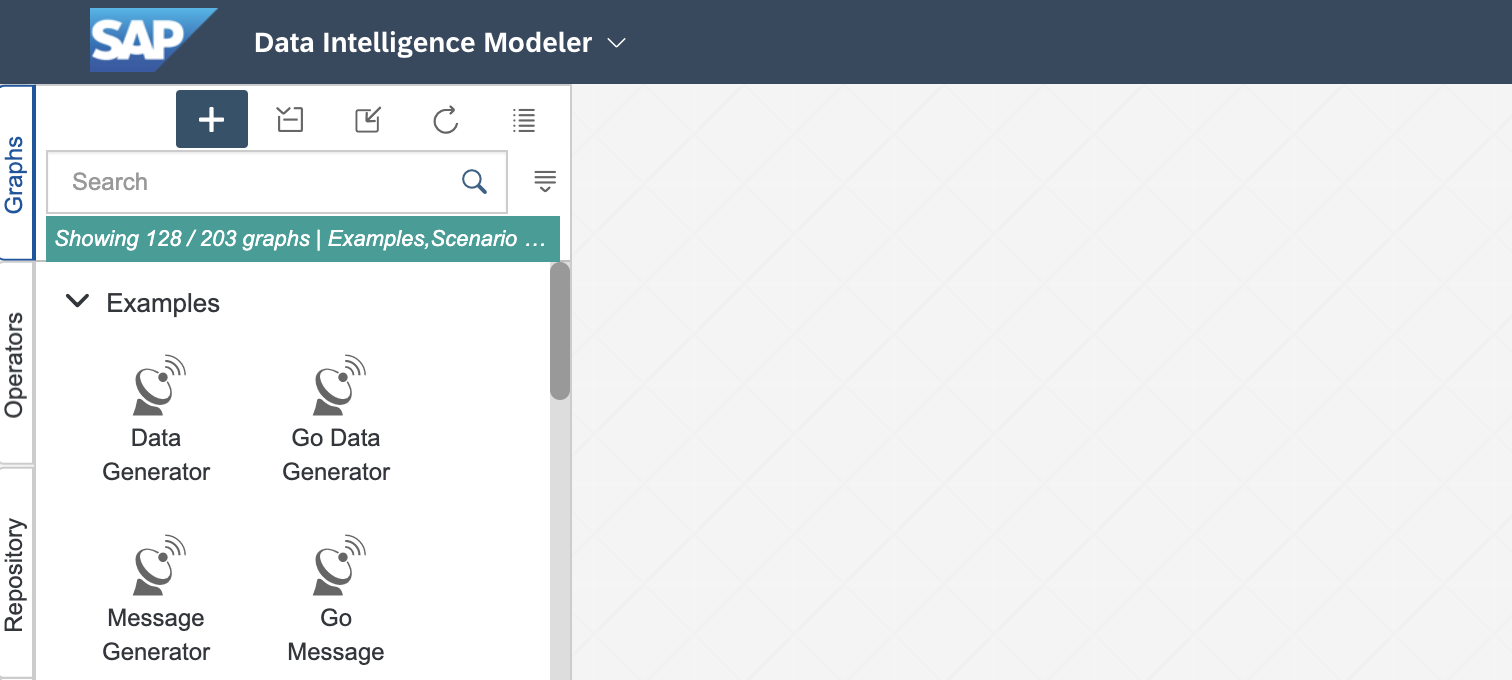 SAP
Data Intelligence Modeler
Graphs
Operators
Repository
Search
Showing 128 / 203 graphs | Examples,Scenario ...
Examples
Data
Generator
Go Data
Generator
Message
Generator
Go
Message